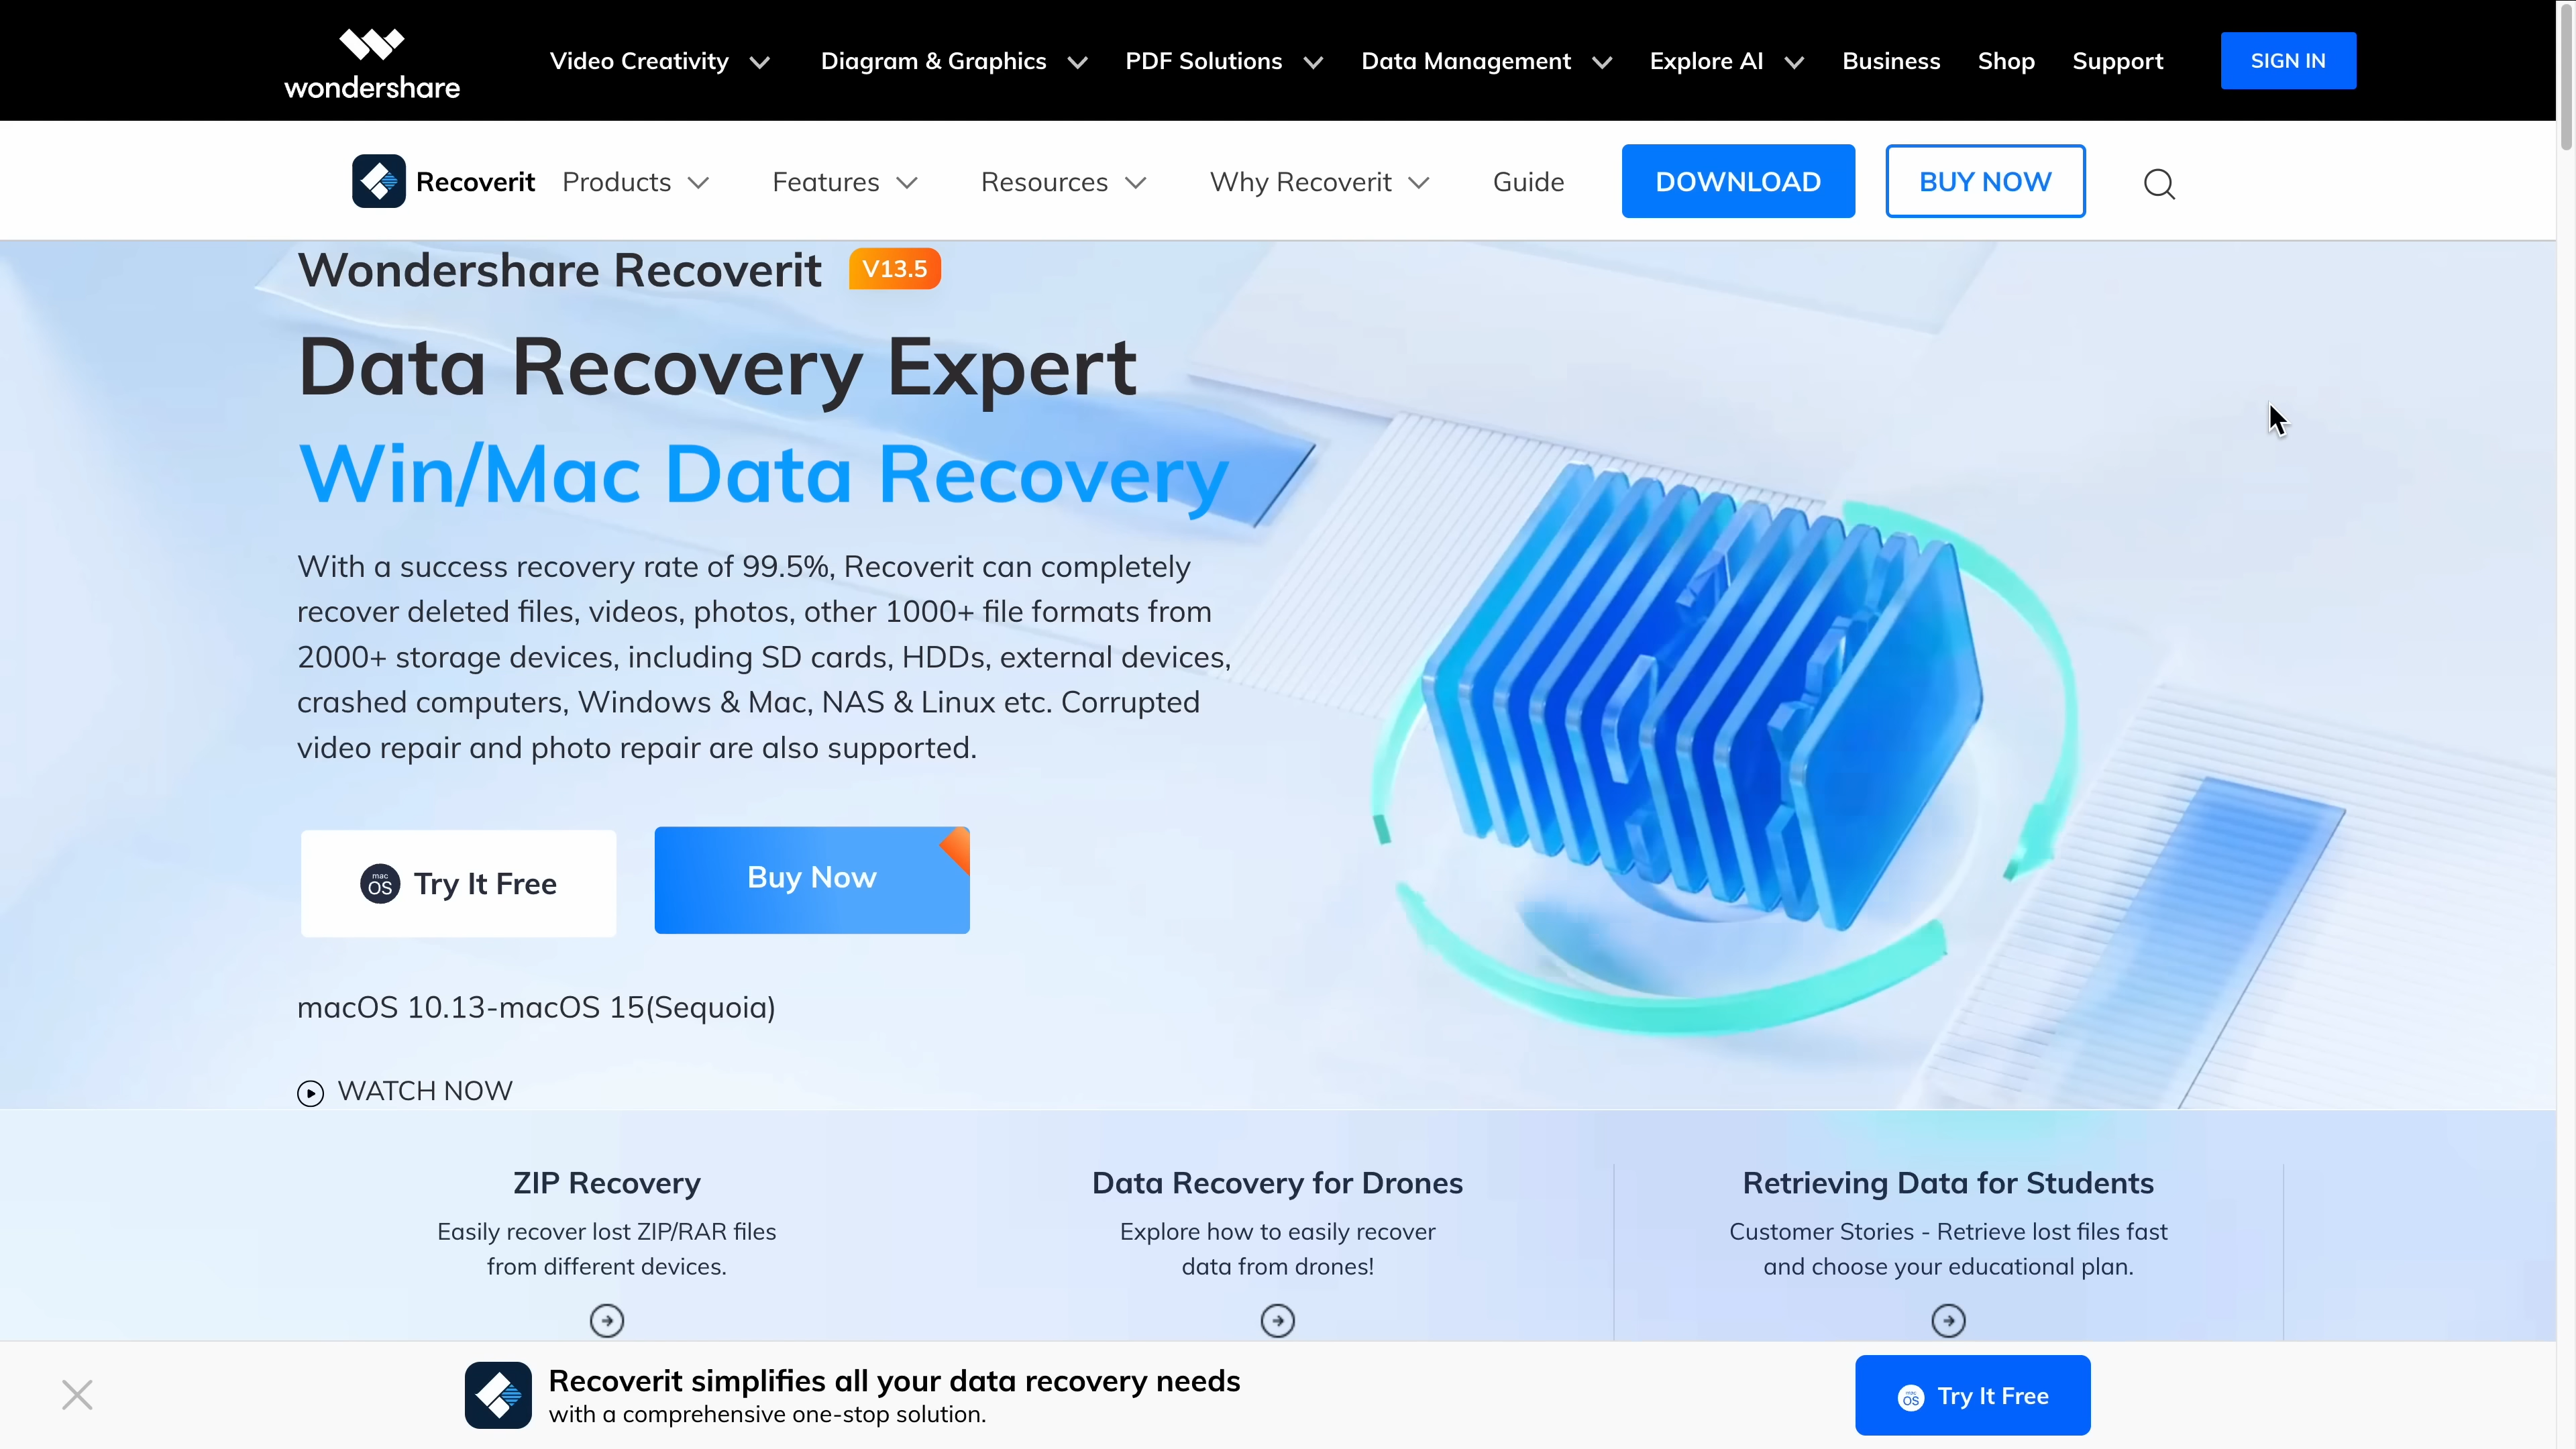 wondershare
Video Creativity
Diagram & Graphics
PDF Solutions
Data Management
Explore AI
Business
Shop
Support
SIGN IN
Recoverit
Products
Features
Resources
Why Recoverit
Guide
DOWNLOAD
BUY NOW
Wondershare Recoverit
V13.5
Data Recovery Expert
Win/Mac Data Recovery
With a success recovery rate of 99.5%, Recoverit can completely
recover deleted files, videos, photos, other 1000+ file formats from
2000+ storage devices, including SD cards, HDDs, external devices,
crashed computers, Windows & Mac, NAS & Linux etc. Corrupted
video repair and photo repair are also supported.
mac
OS
Try It Free
Buy Now
macOS 10.13-macOS 15(Sequoia)
WATCH NOW
ZIP Recovery
Easily recover lost ZIP/RAR files
from different devices.
Data Recovery for Drones
Explore how to easily recover
data from drones!
Retrieving Data for Students
Customer Stories - Retrieve lost files fast
and choose your educational plan.
Recoverit simplifies all your data recovery needs
with a comprehensive one-stop solution.
mac
OS
Try It Free